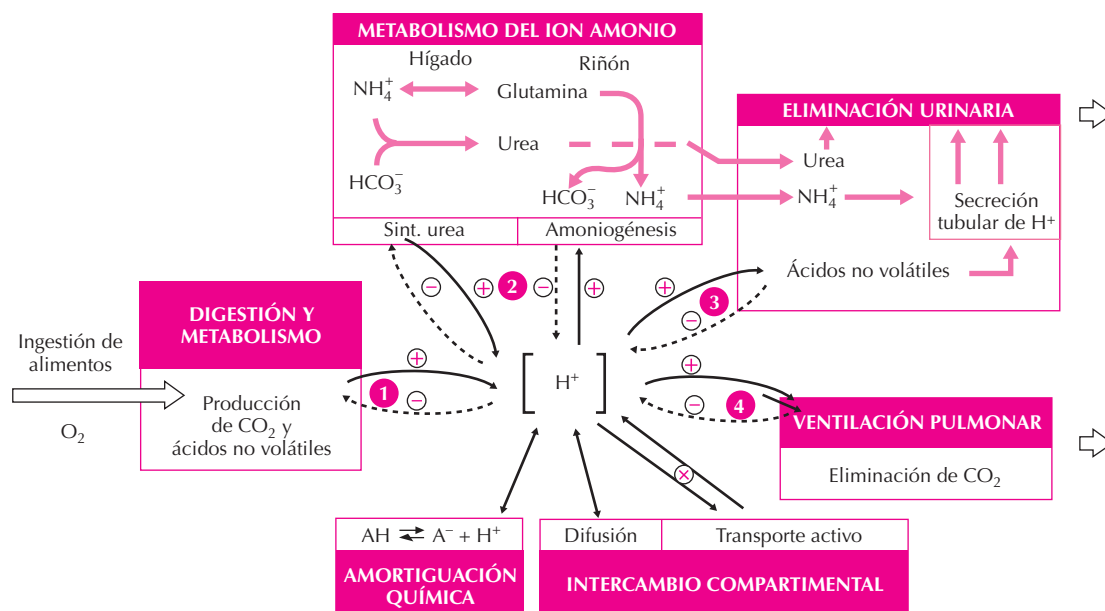 METABOLISMO DEL ION AMONIO
Hígado
Riñón
NH₄⁺
Glutamina
Urea
HCO₃⁻
HCO₃⁻
NH₄⁺
Sint. urea
Amoniogénesis
ELIMINACIÓN URINARIA
Urea
NH₄⁺
Secreción
tubular de H⁺
Ácidos no volátiles
DIGESTIÓN Y
METABOLISMO
Ingestión de
alimentos
O₂
Producción
de CO₂ y
ácidos no volátiles
− + 2 − +
+ 3 −
+ 1 −
[ H⁺ ]
+ − 4
VENTILACIÓN PULMONAR
Eliminación de CO₂
×
AH ⇄ A⁻ + H⁺
AMORTIGUACIÓN
QUÍMICA
Difusión
Transporte activo
INTERCAMBIO COMPARTIMENTAL